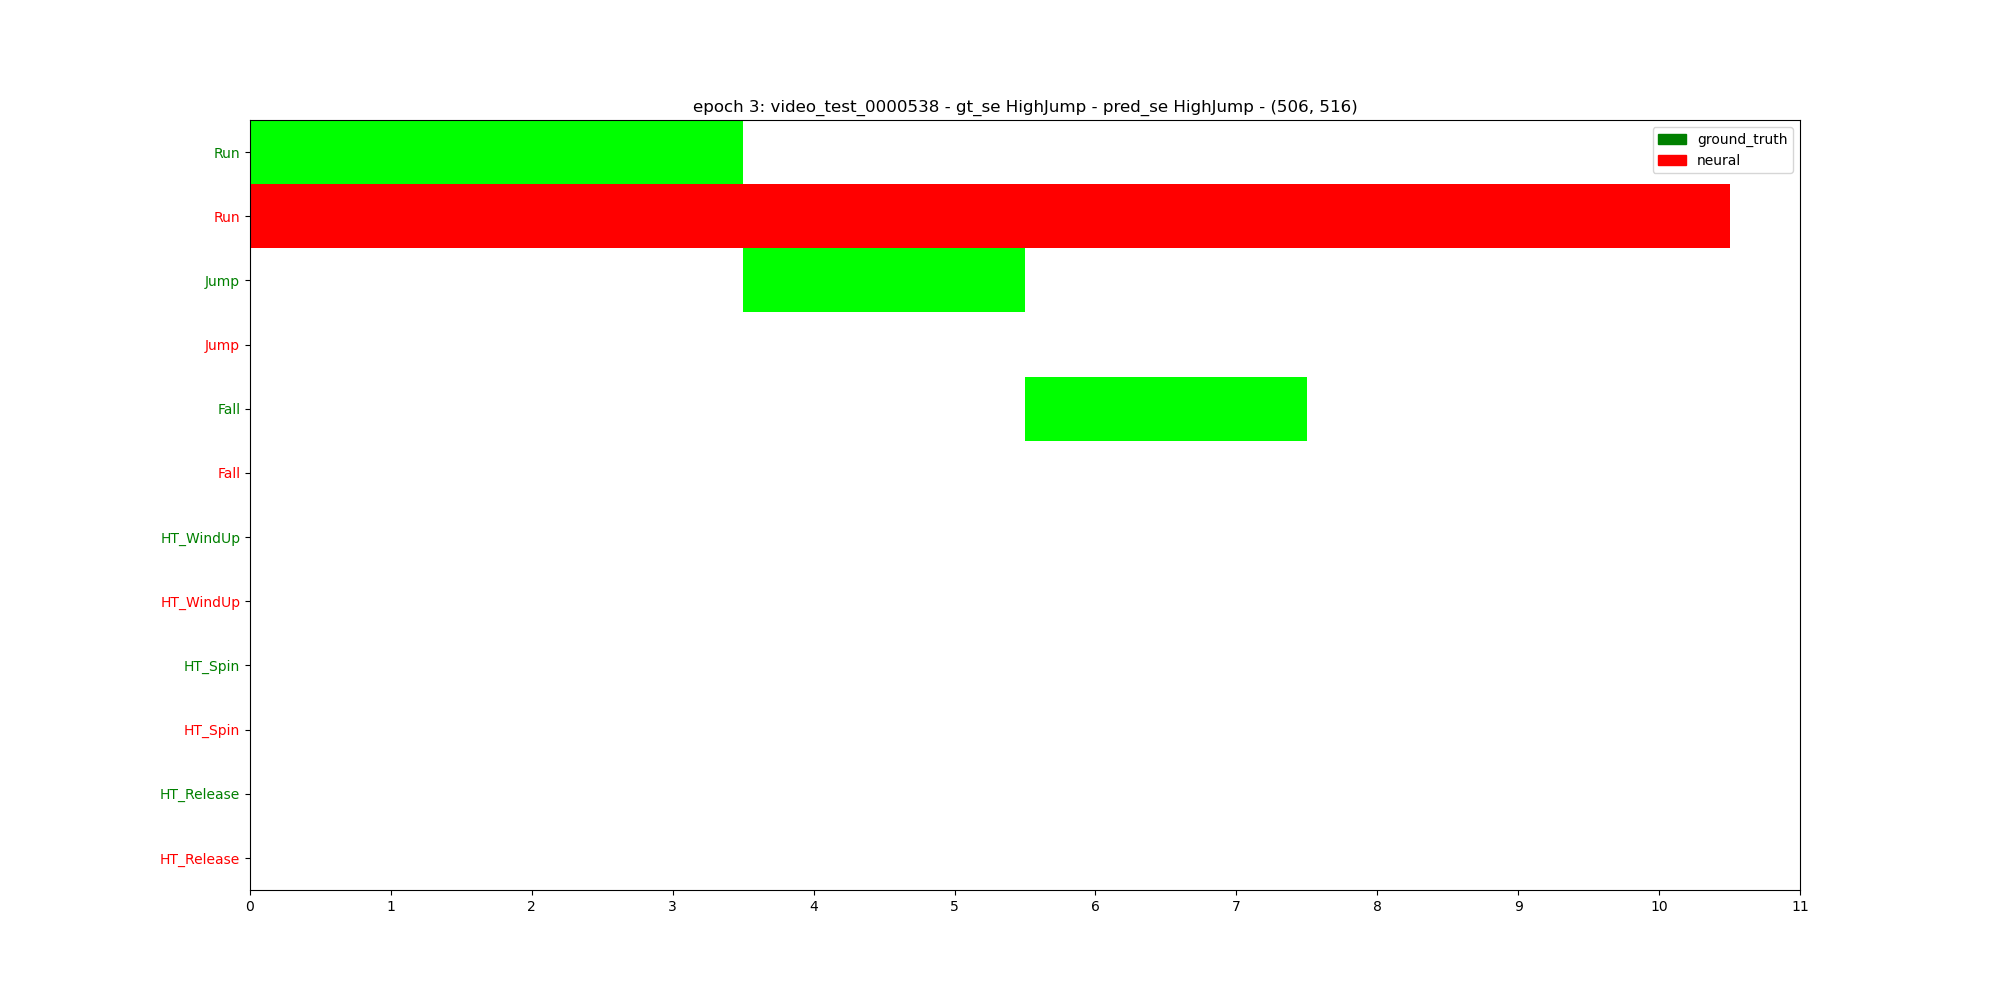 epoch 3: video_test_0000538 - gt_se HighJump - pred_se HighJump - (506, 516)
ground_truth
neural
Run
Run
Jump
Jump
Fall
Fall
HT_WindUp
HT_WindUp
HT_Spin
HT_Spin
HT_Release
HT_Release
0 1 2 3 4 5 6 7 8 9 10 11